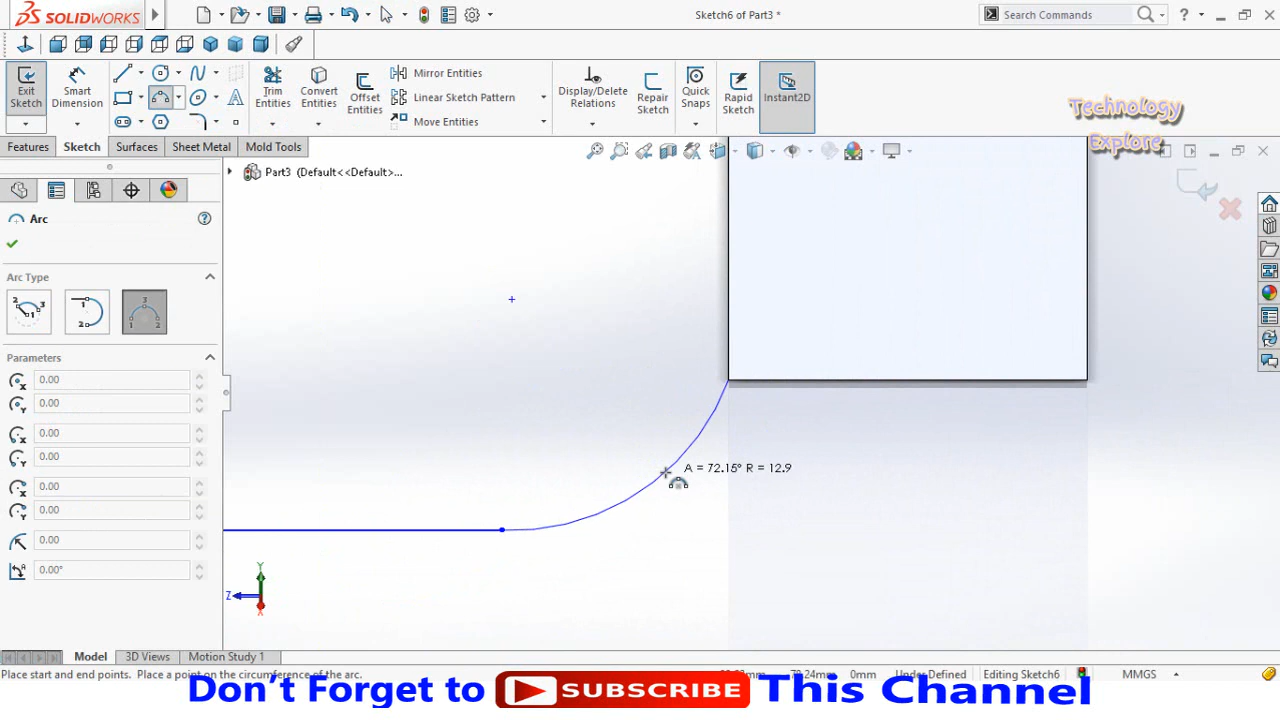 SOLIDWORKS
Sketch6 of Part3 *
Search Commands
?
Exit Sketch
Smart Dimension
Trim Entities
Convert Entities
Offset Entities
Mirror Entities
Linear Sketch Pattern
Move Entities
Display/Delete Relations
Repair Sketch
Quick Snaps
Rapid Sketch
Instant2D
Technology
Explore
Features
Sketch
Surfaces
Sheet Metal
Mold Tools
Part3 (Default<<Default>...
Arc
Arc Type
Parameters
0.00
0.00
0.00
0.00
0.00
0.00
0.00
0.00°
A = 72.15° R = 12.9
Y
Z
X
Model
3D Views
Motion Study 1
Place start and end points. Place a point on the circumference of the arc.
0mm
Under Defined
Editing Sketch6
MMGS
Don't Forget to SUBSCRIBE This Channel